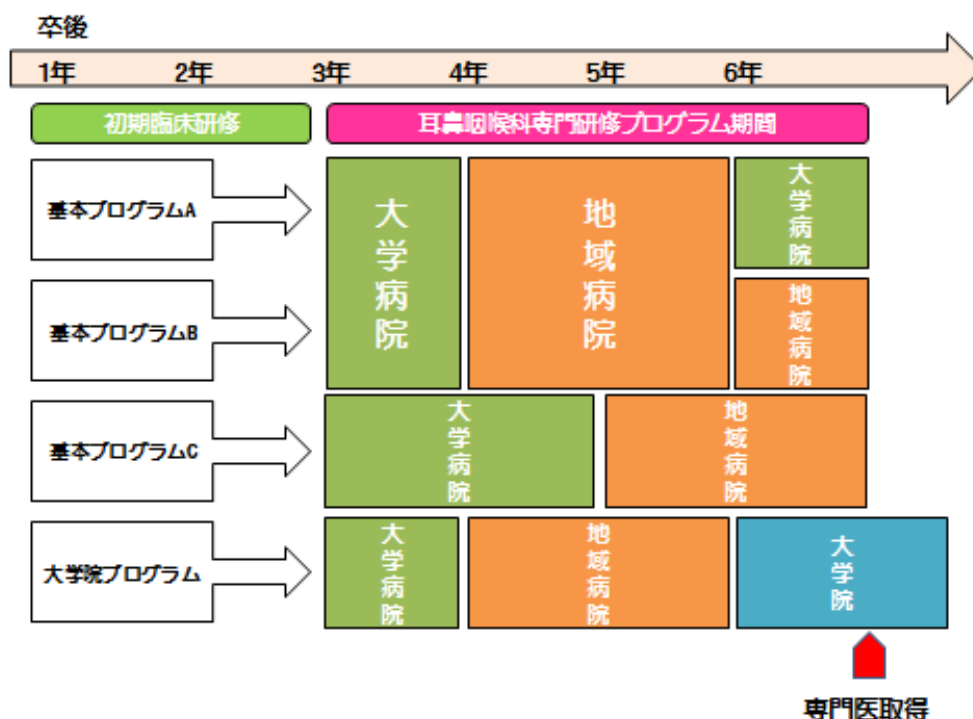 卒後
1年 2年 3年 4年 5年 6年
初期臨床研修 耳鼻咽喉科専門研修プログラム期間
基本プログラムA
大学病院
地域病院
大学病院
基本プログラムB
地域病院
基本プログラムC
大学病院
地域病院
大学院プログラム
大学病院
地域病院
大学院
専門医取得